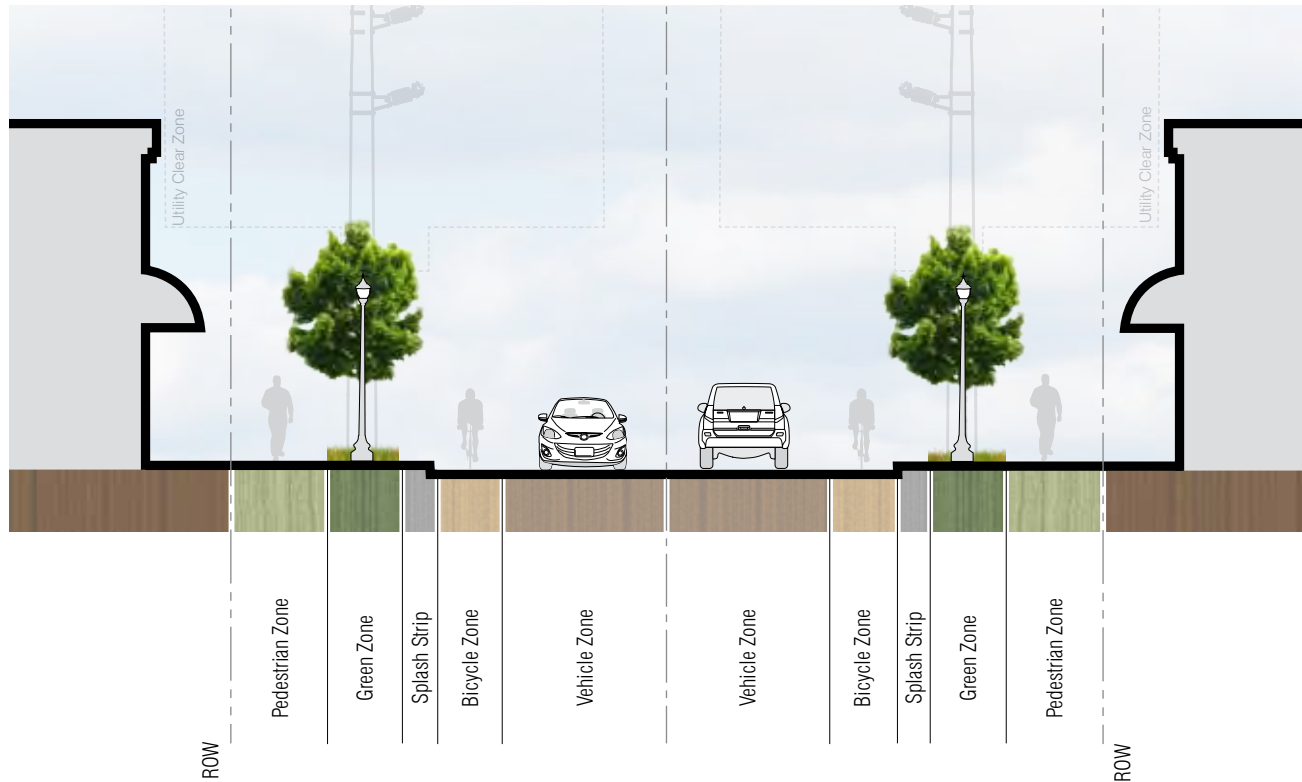 Utility Clear Zone
Utility Clear Zone
ROW
Pedestrian Zone
Green Zone
Splash Strip
Bicycle Zone
Vehicle Zone
Vehicle Zone
Bicycle Zone
Splash Strip
Green Zone
Pedestrian Zone
ROW